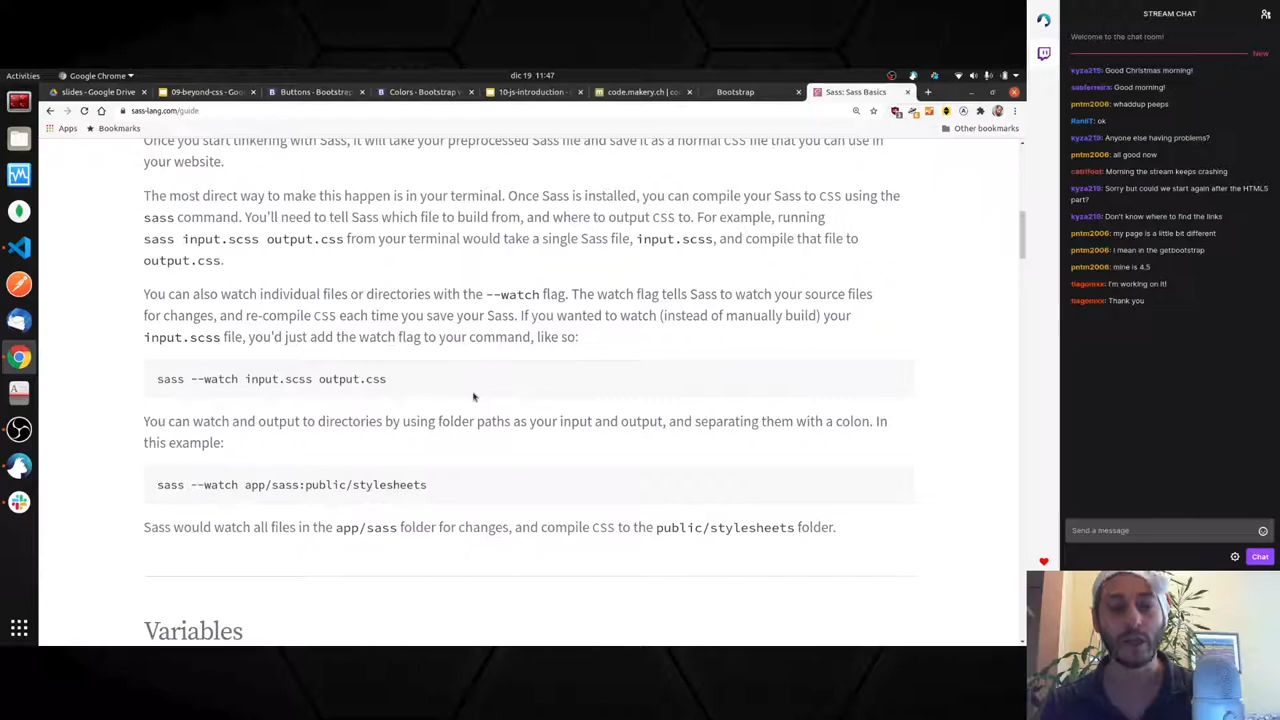 Activities
Google Chrome
dic 19 11:47
slides - Google Drive
09-beyond-css - Goo
Buttons · Bootstrap
Colors · Bootstrap v
10-js-introduction -
code.makery.ch | m
Bootstrap
Sass: Sass Basics
sass-lang.com/guide
Apps
Bookmarks
Other bookmarks
Once you start tinkering with Sass, it will take your preprocessed Sass file and save it as a normal CSS file that you can use in
your website.
The most direct way to make this happen is in your terminal. Once Sass is installed, you can compile your Sass to CSS using the
sass command. You'll need to tell Sass which file to build from, and where to output CSS to. For example, running
sass input.scss output.css from your terminal would take a single Sass file, input.scss, and compile that file to
output.css.
You can also watch individual files or directories with the --watch flag. The watch flag tells Sass to watch your source files
for changes, and re-compile CSS each time you save your Sass. If you wanted to watch (instead of manually build) your
input.scss file, you'd just add the watch flag to your command, like so:
sass --watch input.scss output.css
You can watch and output to directories by using folder paths as your input and output, and separating them with a colon. In
this example:
sass --watch app/sass:public/stylesheets
Sass would watch all files in the app/sass folder for changes, and compile CSS to the public/stylesheets folder.
Variables
STREAM CHAT
Welcome to the chat room!
New
kyza219: Good Christmas morning!
Good morning!
pntm2006: whaddup peeps
ok
kyza219: Anyone else having problems?
pntm2006: all good now
Morning the stream keeps crashing
kyza219: Sorry but could we start again after the HTML5
part?
kyza219: Don't know where to find the links
pntm2006: my page is a little bit different
pntm2006: I mean in the getbootstrap
pntm2006: mine is 4.5
tiagomxx: I'm working on it!
tiagomxx: Thank you
Send a message
Chat